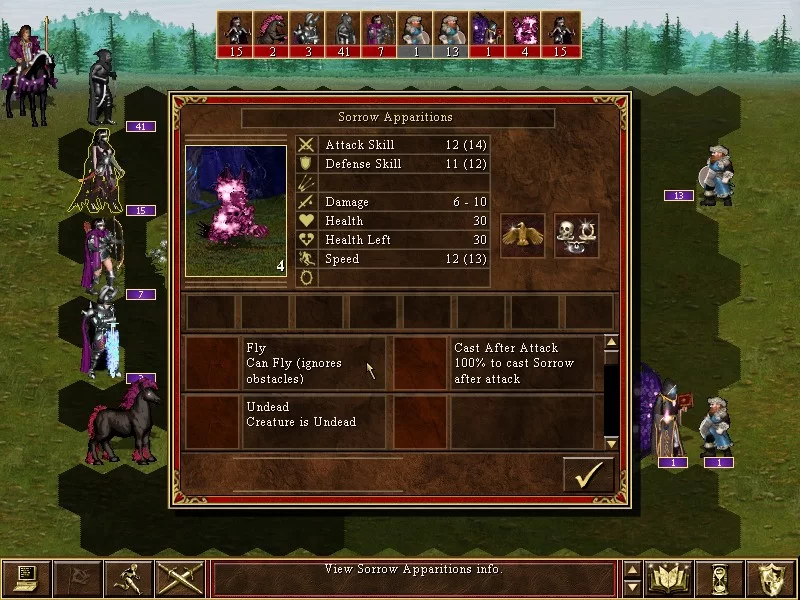 15 2 3 41 7 1 13 1 4 15
Sorrow Apparitions
Attack Skill 12 (14)
Defense Skill 11 (12)
Damage 6 - 10
Health 30
Health Left 30
Speed 12 (13)
4
41
15
7
13
1
1
Fly
Can Fly (ignores
obstacles)
Cast After Attack
100% to cast Sorrow
after attack
Undead
Creature is Undead
View Sorrow Apparitions info.